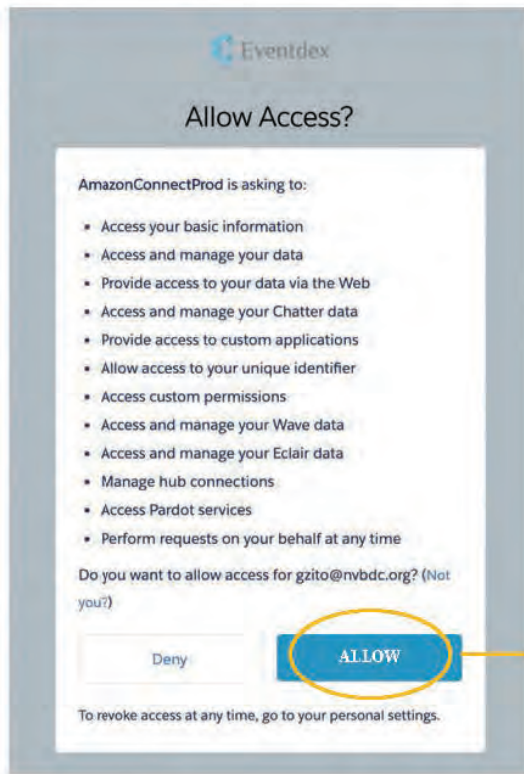 Eventdex
Allow Access?
AmazonConnectProd is asking to:
• Access your basic information
• Access and manage your data
• Provide access to your data via the Web
• Access and manage your Chatter data
• Provide access to custom applications
• Allow access to your unique identifier
• Access custom permissions
• Access and manage your Wave data
• Access and manage your Eclair data
• Manage hub connections
• Access Pardot services
• Perform requests on your behalf at any time
Do you want to allow access for gzito@nvbdc.org? (Not
you?)
Deny
ALLOW
To revoke access at any time, go to your personal settings.